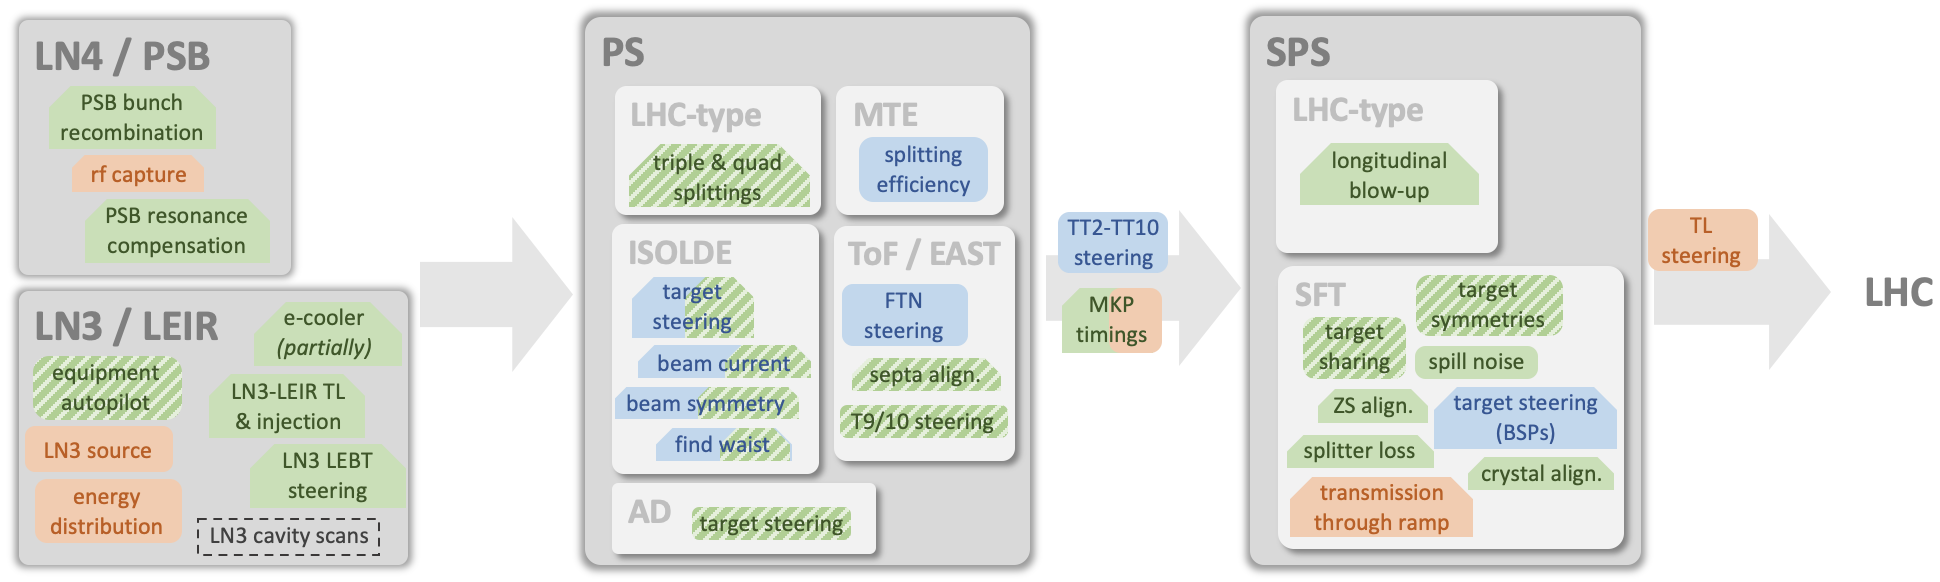 LN4 / PSB
PSB bunch
recombination
rf capture
PSB resonance
compensation
LN3 / LEIR
e-cooler
(partially)
equipment
autopilot
LN3-LEIR TL
& injection
LN3 source
LN3 LEBT
steering
energy
distribution
LN3 cavity scans
PS
LHC-type
triple & quad
splittings
MTE
splitting
efficiency
ISOLDE
target
steering
beam current
beam symmetry
find waist
ToF / EAST
FTN
steering
septa align.
T9/10 steering
AD
target steering
TT2-TT10
steering
MKP
timings
SPS
LHC-type
longitudinal
blow-up
SFT
target
symmetries
target
sharing
spill noise
ZS align.
target steering
(BSPs)
splitter loss
crystal align.
transmission
through ramp
TL
steering
LHC